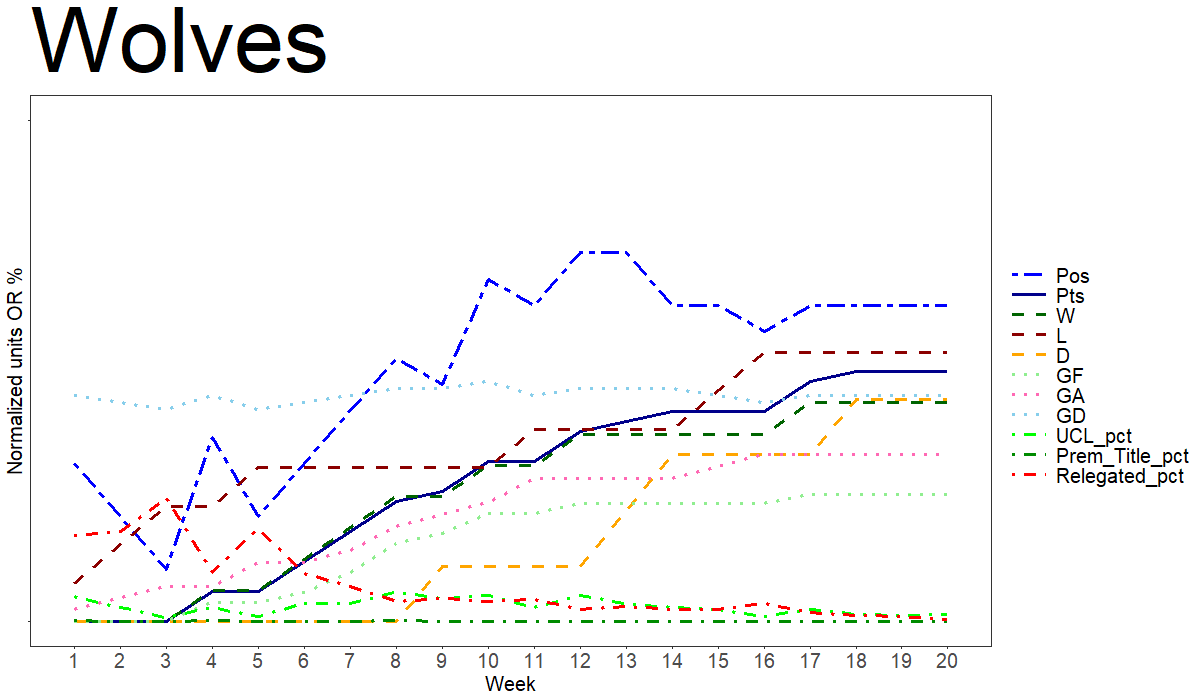 Wolves
Normalized units OR %
Pos
Pts
W
L
D
GF
GA
GD
UCL_pct
Prem_Title_pct
Relegated_pct
1 2 3 4 5 6 7 8 9 10 11 12 13 14 15 16 17 18 19 20
Week